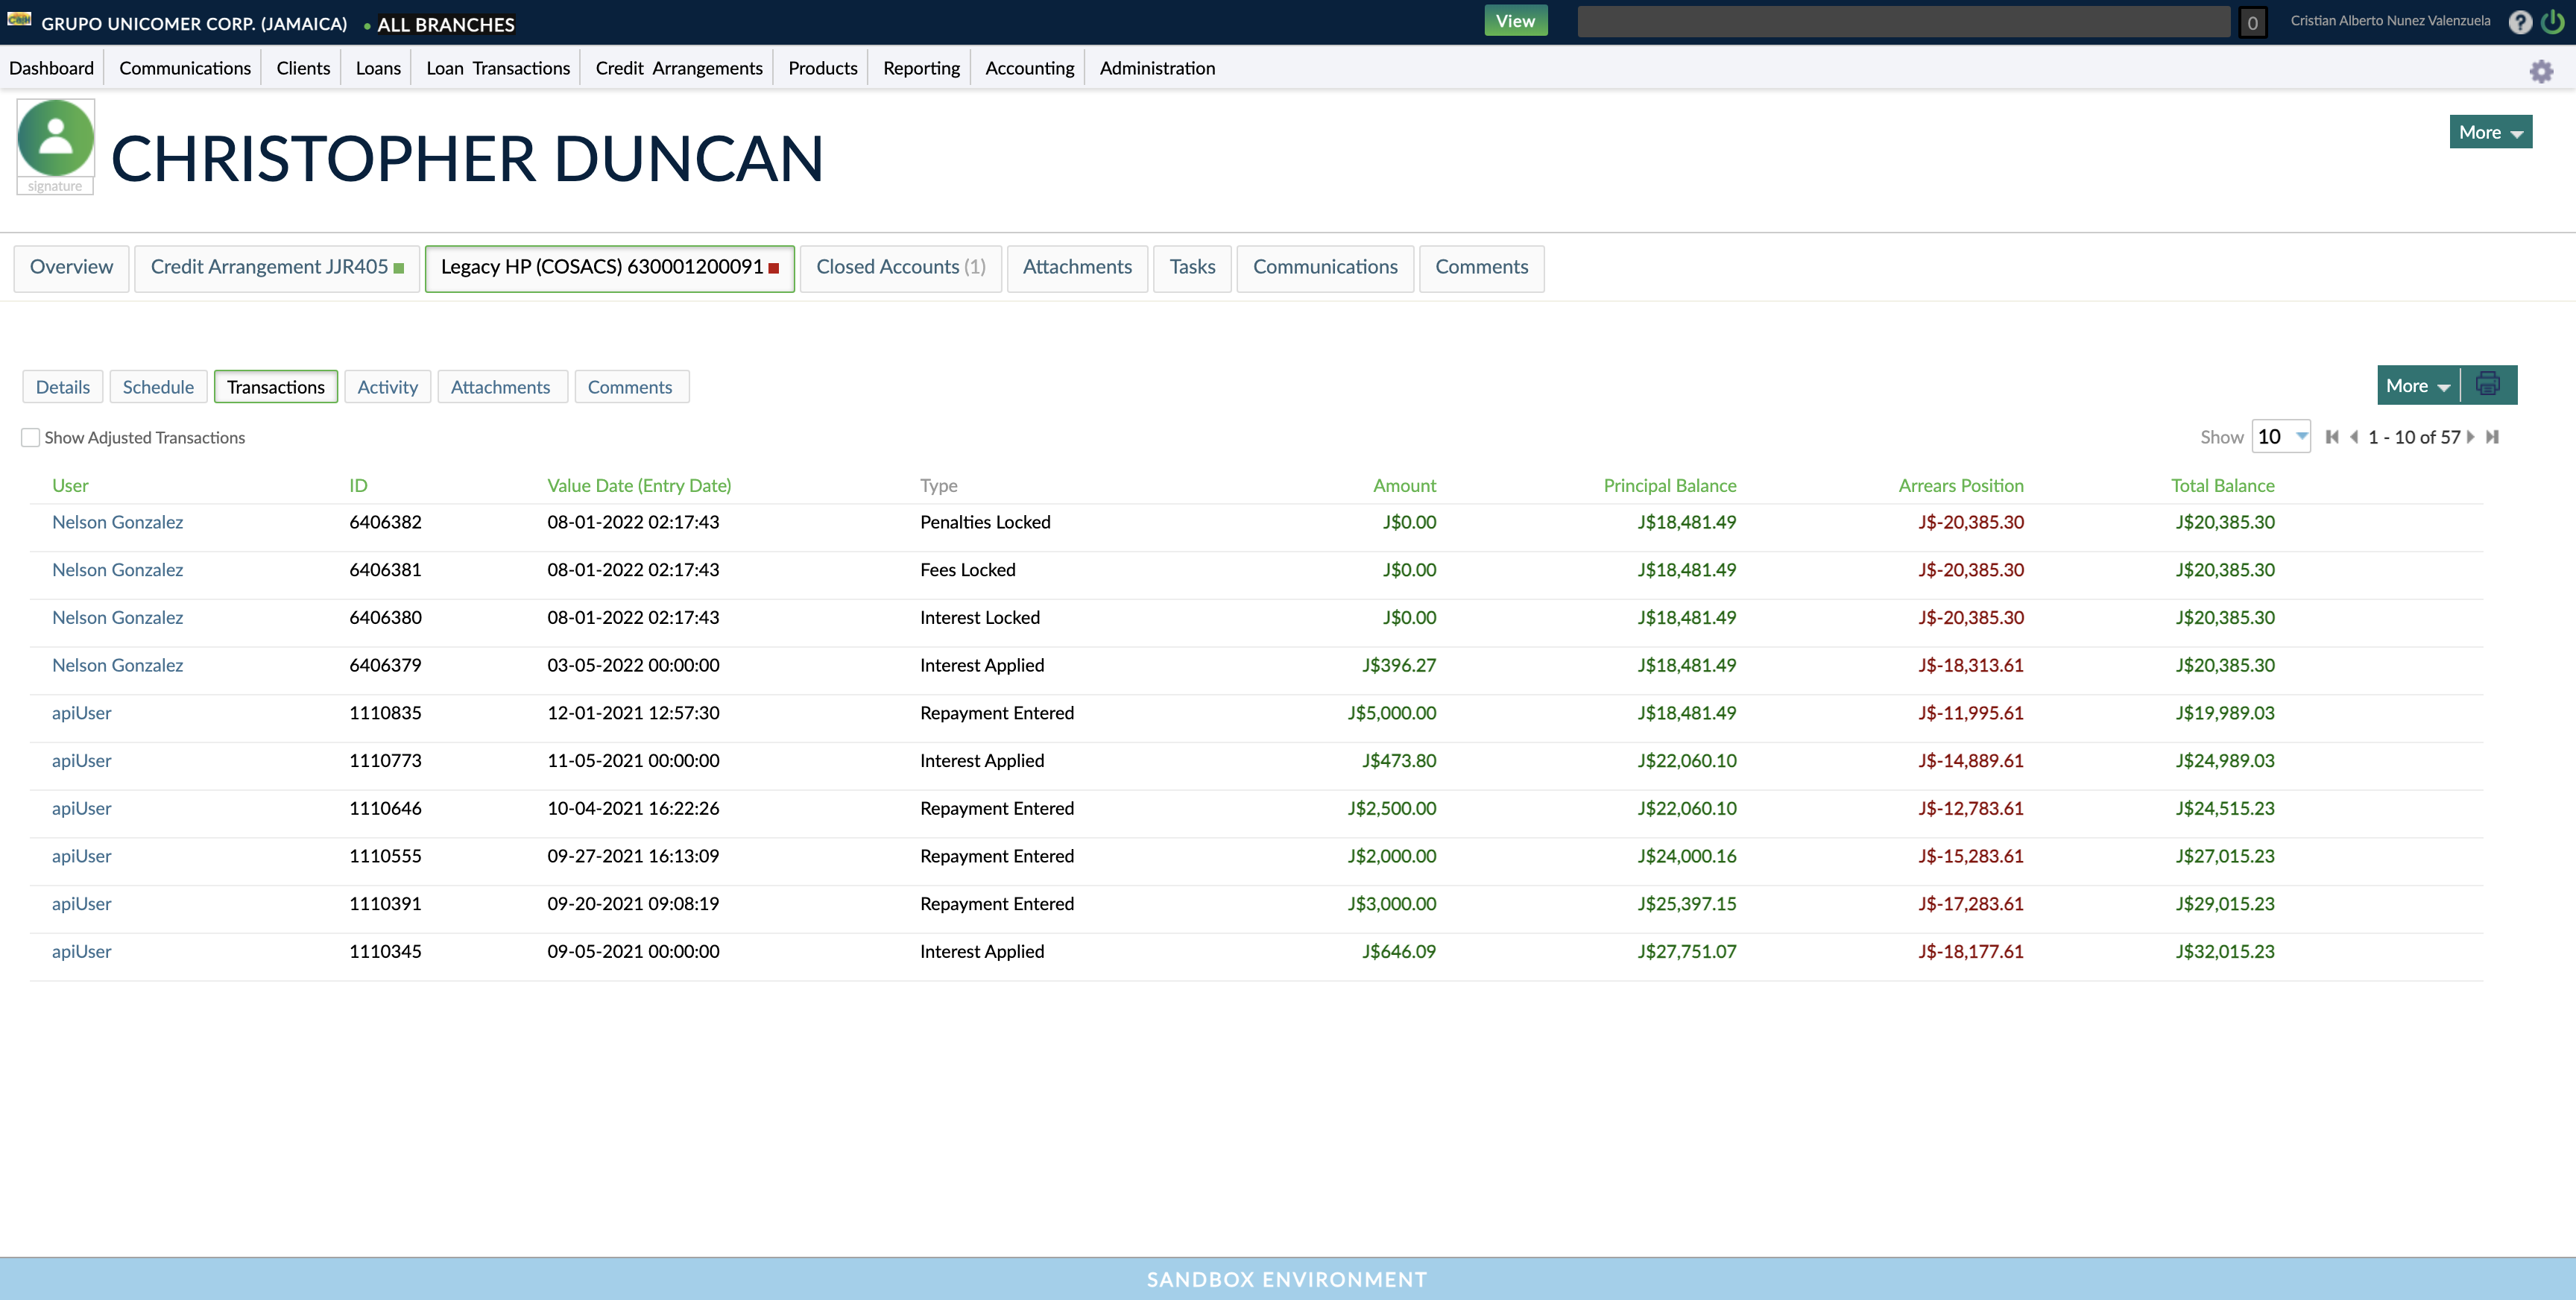 GRUPO UNICOMER CORP. (JAMAICA) • ALL BRANCHES View 0 Cristian Alberto Nunez Valenzuela ?
Dashboard Communications Clients Loans Loan Transactions Credit Arrangements Products Reporting Accounting Administration
signature
CHRISTOPHER DUNCAN
More
Overview Credit Arrangement JJR405 Legacy HP (COSACS) 630001200091 Closed Accounts (1) Attachments Tasks Communications Comments
Details Schedule Transactions Activity Attachments Comments More
Show Adjusted Transactions Show 10 1 - 10 of 57
User ID Value Date (Entry Date) Type Amount Principal Balance Arrears Position Total Balance
Nelson Gonzalez 6406382 08-01-2022 02:17:43 Penalties Locked J$0.00 J$18,481.49 J$-20,385.30 J$20,385.30
Nelson Gonzalez 6406381 08-01-2022 02:17:43 Fees Locked J$0.00 J$18,481.49 J$-20,385.30 J$20,385.30
Nelson Gonzalez 6406380 08-01-2022 02:17:43 Interest Locked J$0.00 J$18,481.49 J$-20,385.30 J$20,385.30
Nelson Gonzalez 6406379 03-05-2022 00:00:00 Interest Applied J$396.27 J$18,481.49 J$-18,313.61 J$20,385.30
apiUser 1110835 12-01-2021 12:57:30 Repayment Entered J$5,000.00 J$18,481.49 J$-11,995.61 J$19,989.03
apiUser 1110773 11-05-2021 00:00:00 Interest Applied J$473.80 J$22,060.10 J$-14,889.61 J$24,989.03
apiUser 1110646 10-04-2021 16:22:26 Repayment Entered J$2,500.00 J$22,060.10 J$-12,783.61 J$24,515.23
apiUser 1110555 09-27-2021 16:13:09 Repayment Entered J$2,000.00 J$24,000.16 J$-15,283.61 J$27,015.23
apiUser 1110391 09-20-2021 09:08:19 Repayment Entered J$3,000.00 J$25,397.15 J$-17,283.61 J$29,015.23
apiUser 1110345 09-05-2021 00:00:00 Interest Applied J$646.09 J$27,751.07 J$-18,177.61 J$32,015.23
SANDBOX ENVIRONMENT